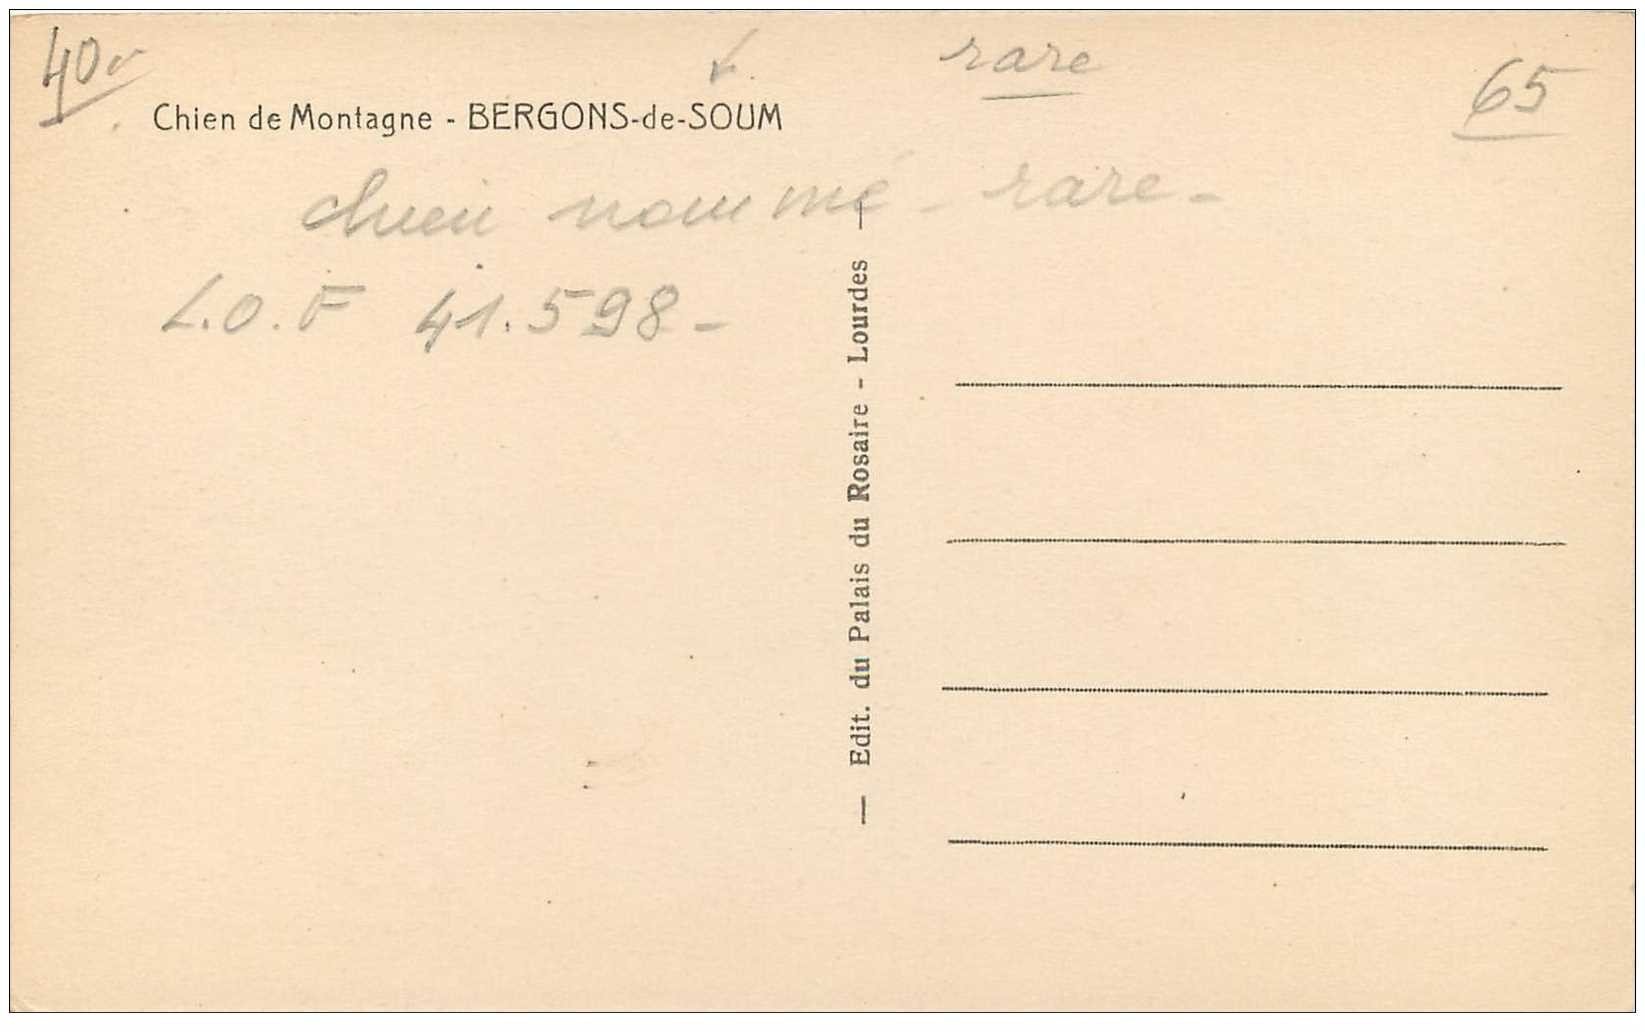 40
rare
65
Chien de Montagne - BERGONS-de-SOUM
chien nommé - rare -
L.O.F 41.598 -
— Edit. du Palais du Rosaire - Lourdes —